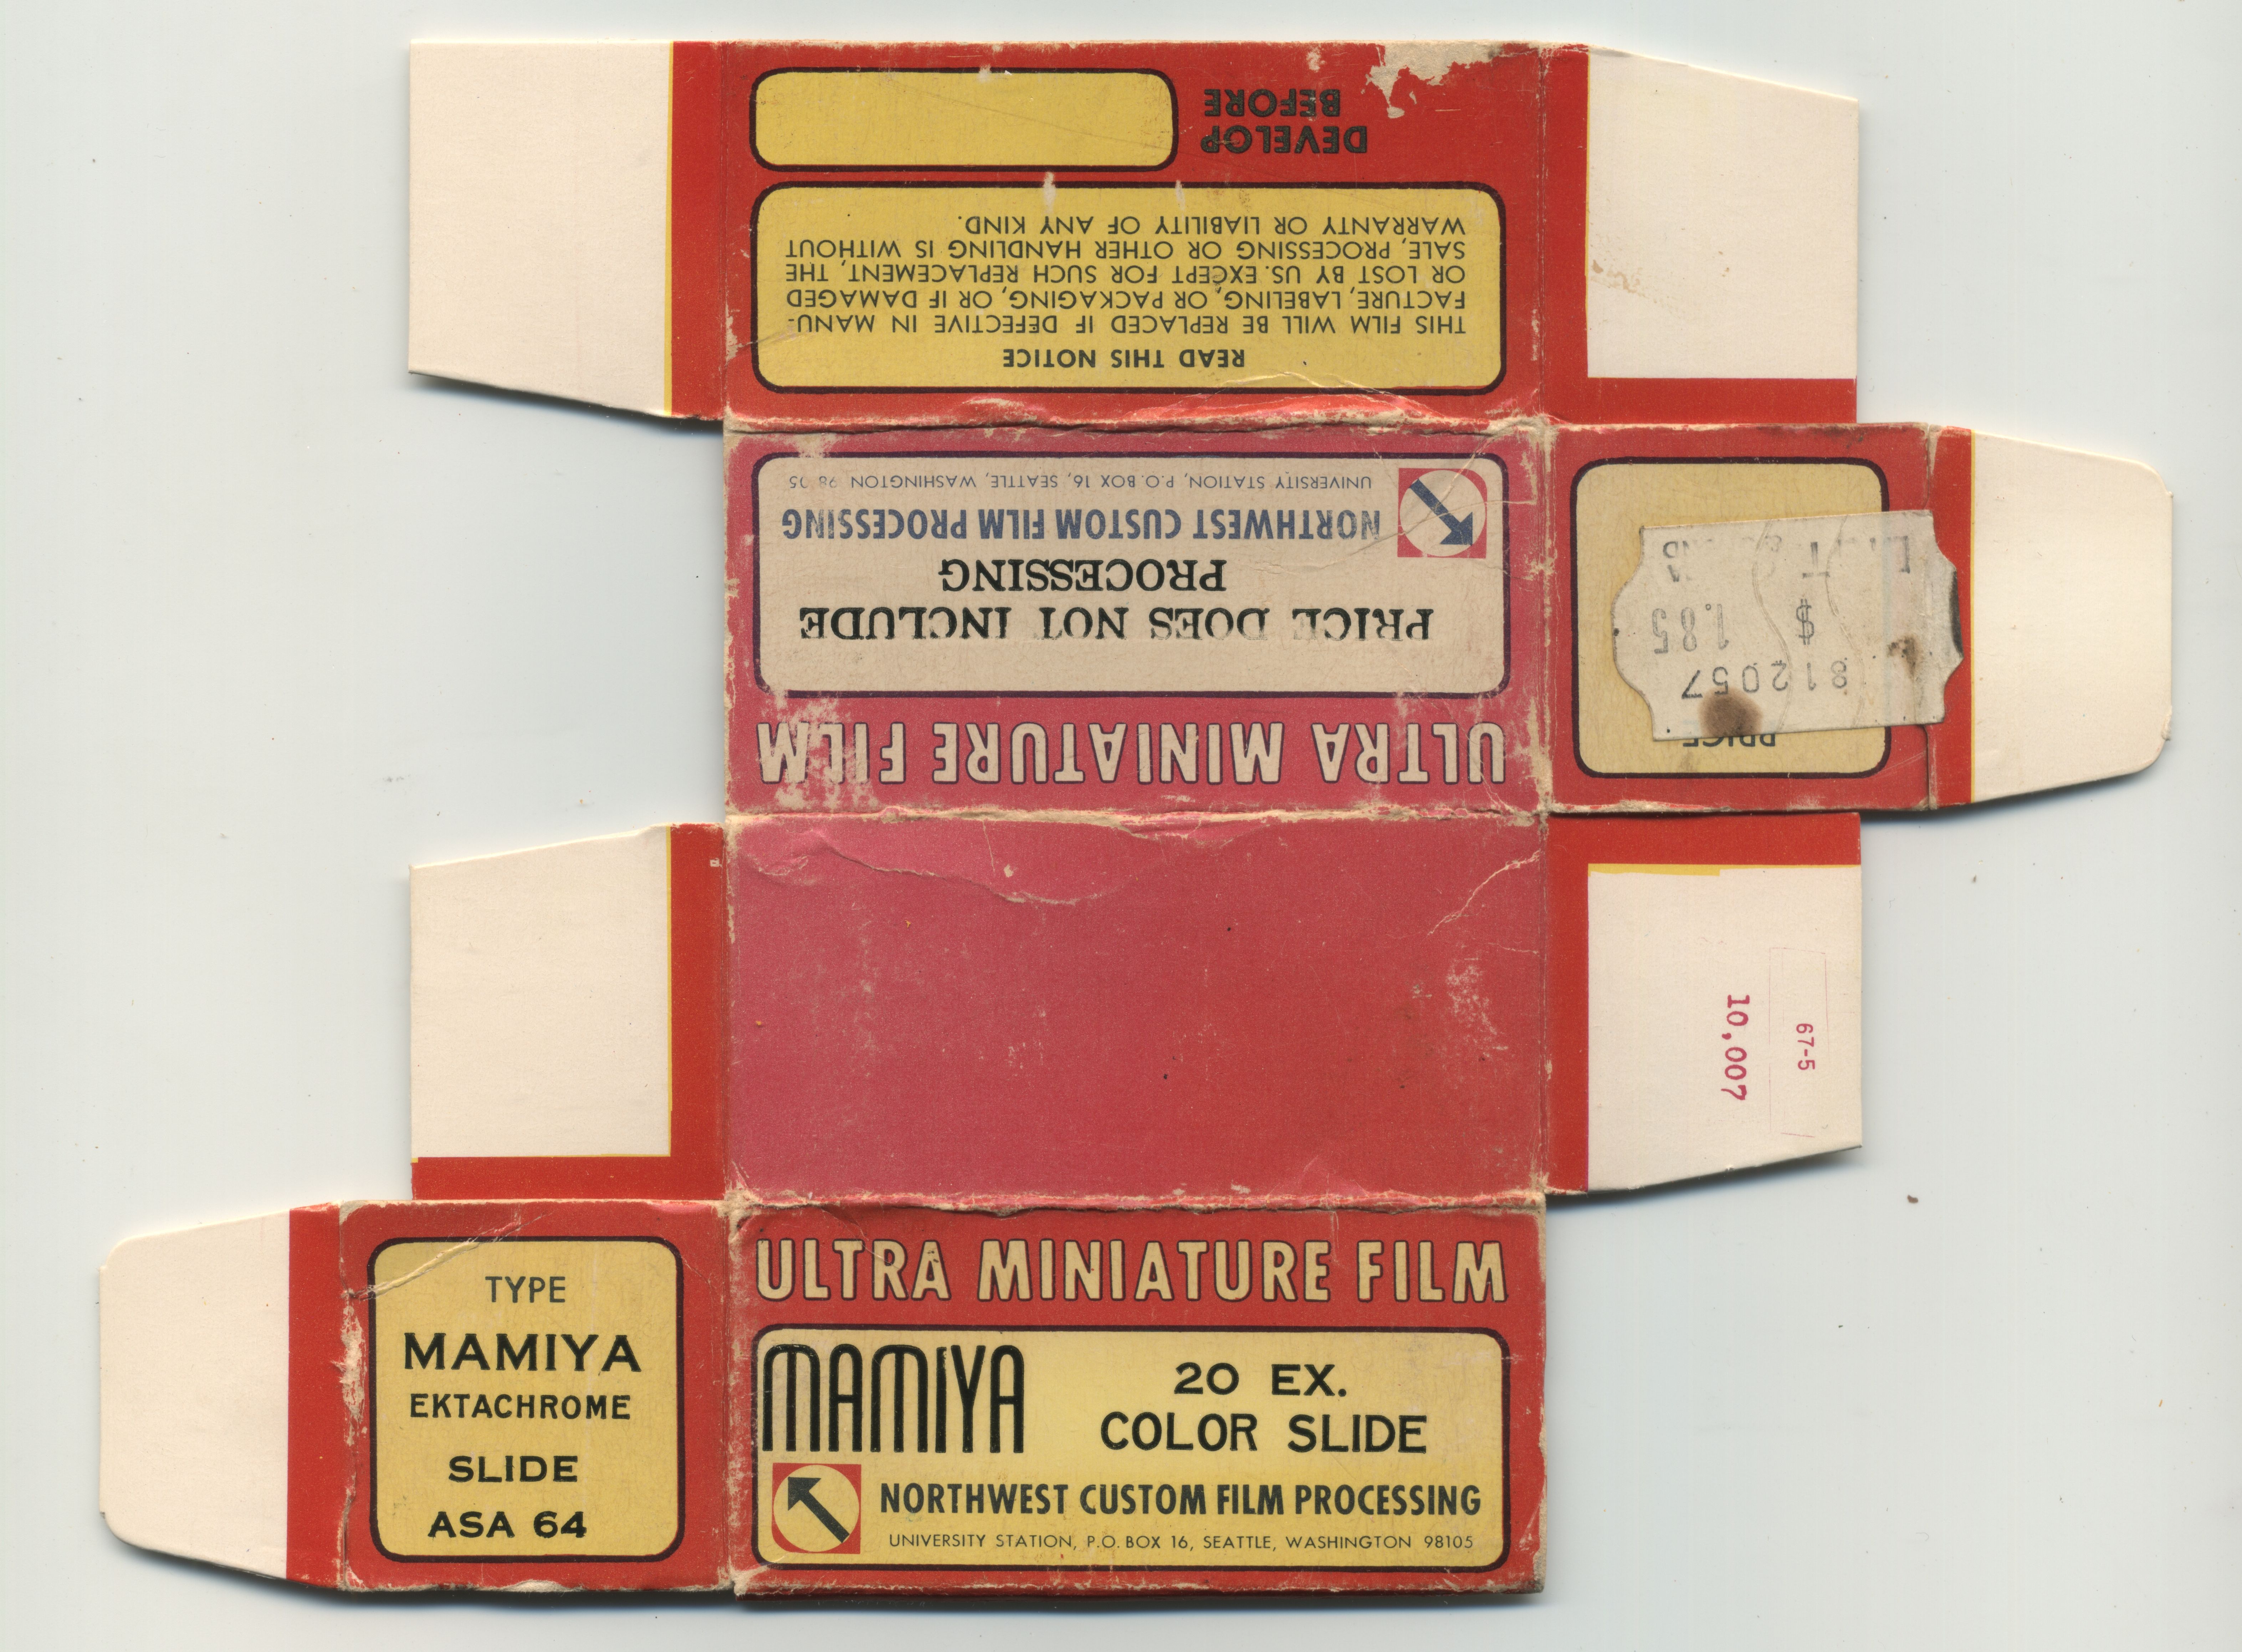 DEVELOP
BEFORE
READ THIS NOTICE
THIS FILM WILL BE REPLACED IF DEFECTIVE IN MANU-
FACTURE, LABELING, OR PACKAGING, OR IF DAMAGED
OR LOST BY US. EXCEPT FOR SUCH REPLACEMENT, THE
SALE, PROCESSING OR OTHER HANDLING IS WITHOUT
WARRANTY OR LIABILITY OF ANY KIND.
ULTRA MINIATURE FILM
PRICE DOES NOT INCLUDE
PROCESSING
NORTHWEST CUSTOM FILM PROCESSING
UNIVERSITY STATION, P.O. BOX 16, SEATTLE, WASHINGTON 98 05
PRICE
812057
$ 1.85
67-5
10,007
TYPE
MAMIYA
EKTACHROME
SLIDE
ASA 64
ULTRA MINIATURE FILM
MAMIYA
20 EX.
COLOR SLIDE
NORTHWEST CUSTOM FILM PROCESSING
UNIVERSITY STATION, P.O. BOX 16, SEATTLE, WASHINGTON 98105